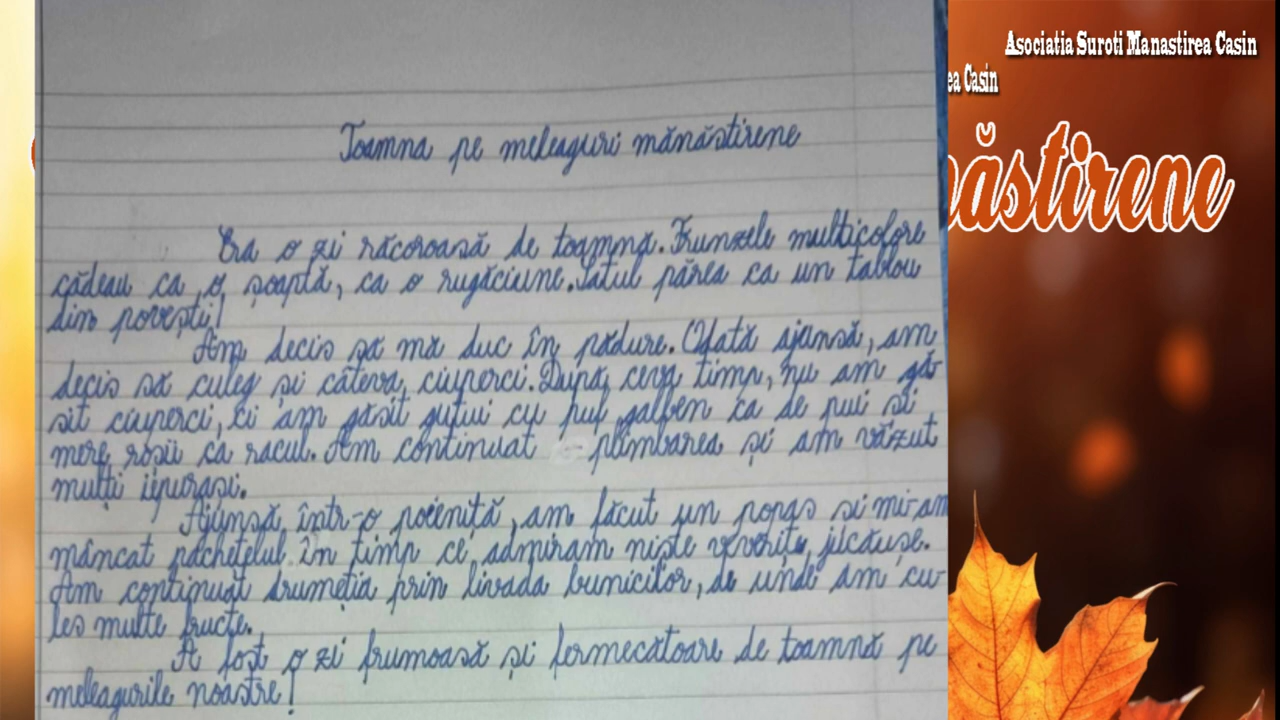 Asociatia Suroti Manastirea Casin
ea Casin
ăstirene
Toamna pe meleaguri mănăstirene
Era o zi răcoroasă de toamnă. Frunzele multicolore
cădeau ca o șoaptă, ca o rugăciune. Satul părea ca un tablou
din povești!
Am decis să mă duc în pădure. Odată ajunsă, am
decis să culeg și câteva ciuperci. După ceva timp, nu am gă-
sit ciuperci, ci am găsit gutui cu puf galben ca de pui si
mere roșii ca racul. Am continuat plimbarea și am văzut
mulți iepurași.
Ajunsă într-o poieniță, am făcut un popas si mi-am
mâncat pachețelul în timp ce admiram niște veverițe jucăușe.
Am continuat drumeția prin livada bunicilor, de unde am cu-
les multe fructe.
A fost o zi frumoasă și fermecătoare de toamnă pe
meleagurile noastre!